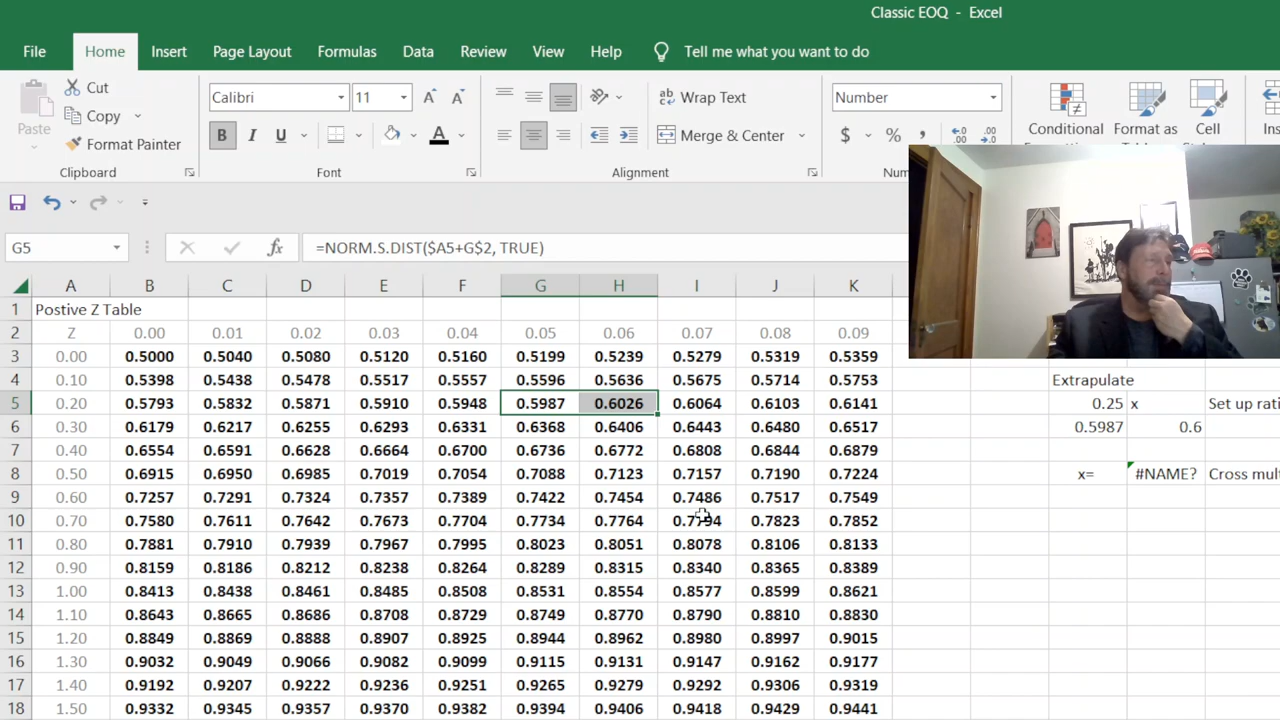 Classic EOQ - Excel
File Home Insert Page Layout Formulas Data Review View Help Tell me what you want to do
Cut
Copy
Paste
Format Painter
Calibri 11
B I U A
ab
Wrap Text
Merge & Center
Number
$ % ,
Conditional Format as Cell
Clipboard Font Alignment
G5 fx =NORM.S.DIST($A5+G$2, TRUE)
A B C D E F G H I J K
1 Postive Z Table
2 Z 0.00 0.01 0.02 0.03 0.04 0.05 0.06 0.07 0.08 0.09
3 0.00 0.5000 0.5040 0.5080 0.5120 0.5160 0.5199 0.5239 0.5279 0.5319 0.5359
4 0.10 0.5398 0.5438 0.5478 0.5517 0.5557 0.5596 0.5636 0.5675 0.5714 0.5753 Extrapulate
5 0.20 0.5793 0.5832 0.5871 0.5910 0.5948 0.5987 0.6026 0.6064 0.6103 0.6141 0.25 x Set up rati
6 0.30 0.6179 0.6217 0.6255 0.6293 0.6331 0.6368 0.6406 0.6443 0.6480 0.6517 0.5987 0.6
7 0.40 0.6554 0.6591 0.6628 0.6664 0.6700 0.6736 0.6772 0.6808 0.6844 0.6879
8 0.50 0.6915 0.6950 0.6985 0.7019 0.7054 0.7088 0.7123 0.7157 0.7190 0.7224 x= #NAME? Cross mul
9 0.60 0.7257 0.7291 0.7324 0.7357 0.7389 0.7422 0.7454 0.7486 0.7517 0.7549
10 0.70 0.7580 0.7611 0.7642 0.7673 0.7704 0.7734 0.7764 0.7794 0.7823 0.7852
11 0.80 0.7881 0.7910 0.7939 0.7967 0.7995 0.8023 0.8051 0.8078 0.8106 0.8133
12 0.90 0.8159 0.8186 0.8212 0.8238 0.8264 0.8289 0.8315 0.8340 0.8365 0.8389
13 1.00 0.8413 0.8438 0.8461 0.8485 0.8508 0.8531 0.8554 0.8577 0.8599 0.8621
14 1.10 0.8643 0.8665 0.8686 0.8708 0.8729 0.8749 0.8770 0.8790 0.8810 0.8830
15 1.20 0.8849 0.8869 0.8888 0.8907 0.8925 0.8944 0.8962 0.8980 0.8997 0.9015
16 1.30 0.9032 0.9049 0.9066 0.9082 0.9099 0.9115 0.9131 0.9147 0.9162 0.9177
17 1.40 0.9192 0.9207 0.9222 0.9236 0.9251 0.9265 0.9279 0.9292 0.9306 0.9319
18 1.50 0.9332 0.9345 0.9357 0.9370 0.9382 0.9394 0.9406 0.9418 0.9429 0.9441